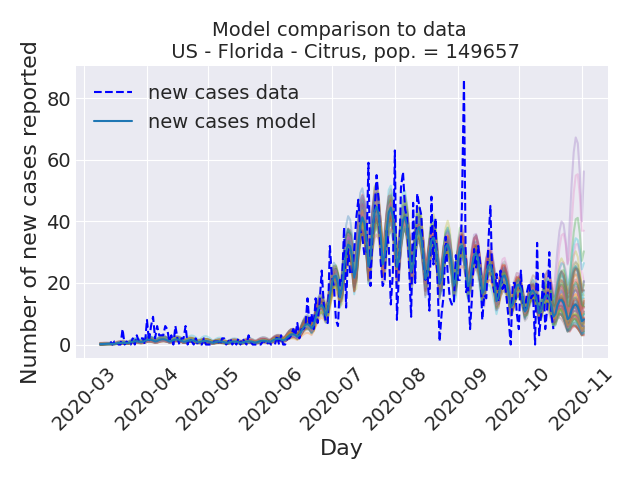 Model comparison to data
US - Florida - Citrus, pop. = 149657
Number of new cases reported
80
60
40
20
0
new cases data
new cases model
2020-03
2020-04
2020-05
2020-06
2020-07
2020-08
2020-09
2020-10
2020-11
Day